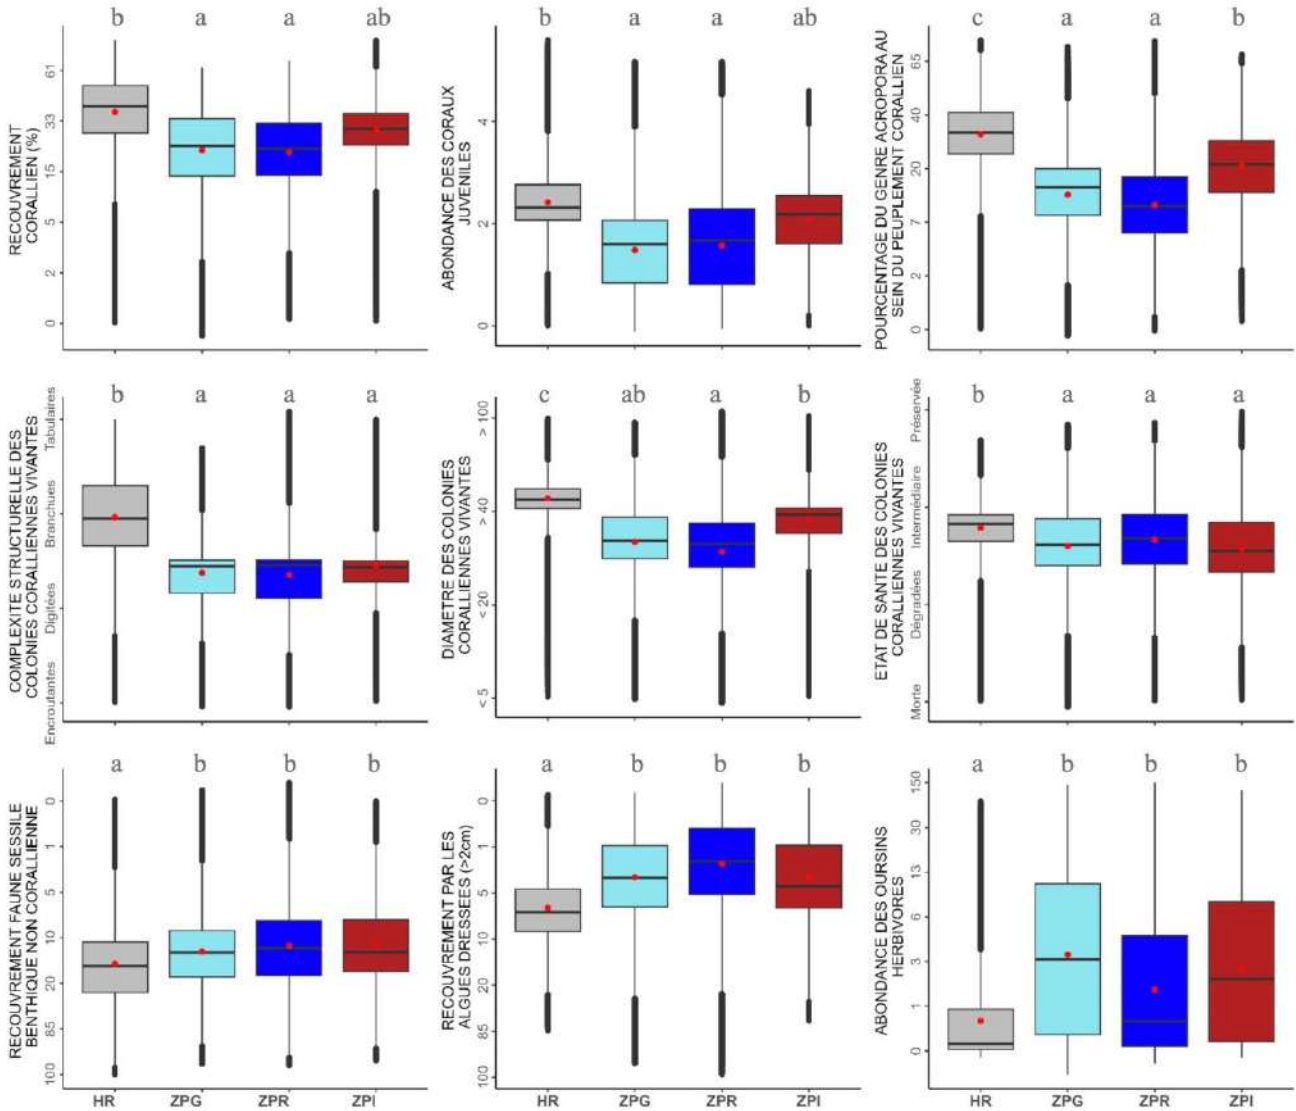 b a a ab
RECOUVREMENT
CORALLIEN (%)
61
33
15
5
2
0
b a a ab
ABONDANCE DES CORAUX
JUVENILES
4
2
0
c a a b
POURCENTAGE DU GENRE ACROPORA AU
SEIN DU PEUPLEMENT CORALLIEN
65
40
20
7
2
0
b a a a
COMPLEXITE STRUCTURELLE DES
COLONIES CORALLIENNES VIVANTES
Tabulaires
Branchues
Digitées
Encroutantes
c ab a b
DIAMETRE DES COLONIES
CORALLIENNES VIVANTES
> 100
> 40
< 20
< 5
b a a a
ETAT DE SANTE DES COLONIES
CORALLIENNES VIVANTES
Préservée
Intermédiaire
Dégradées
Morte
a b b b
RECOUVREMENT FAUNE SESSILE
BENTHIQUE NON CORALLIENNE
0
1
5
10
20
85
100
HR ZPG ZPR ZPI
a b b b
RECOUVREMENT PAR LES
ALGUES DRESSEES (>2cm)
0
1
5
10
20
85
100
HR ZPG ZPR ZPI
a b b b
ABONDANCE DES OURSINS
HERBIVORES
150
30
13
6
3
1
0
HR ZPG ZPR ZPI